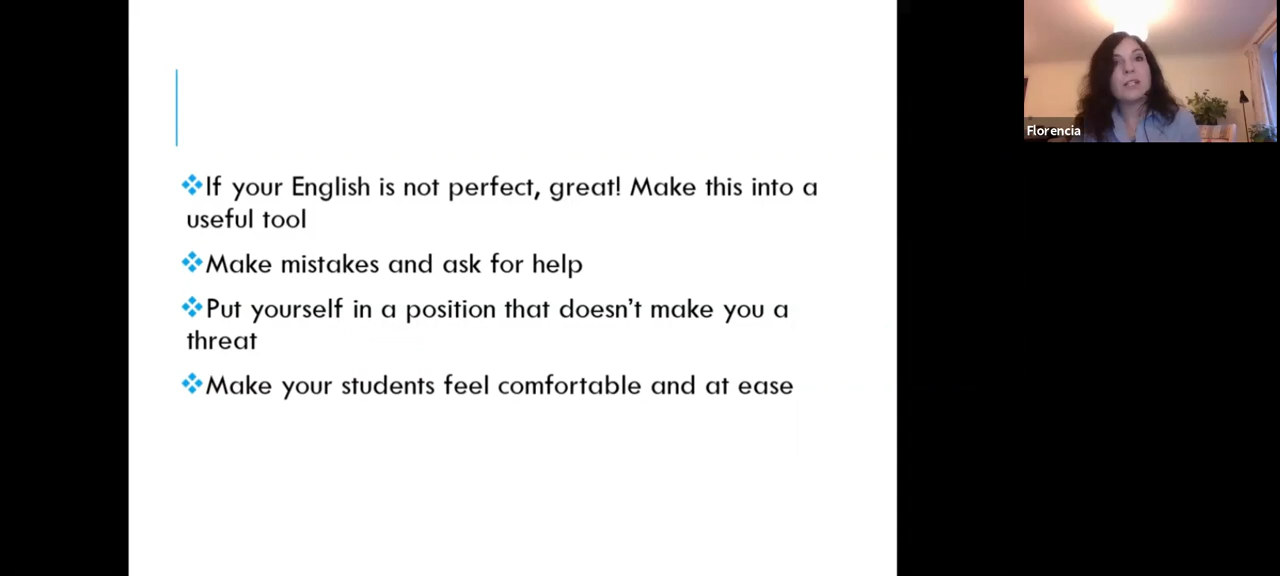 ❖If your English is not perfect, great! Make this into a
useful tool
❖Make mistakes and ask for help
❖Put yourself in a position that doesn't make you a
threat
❖Make your students feel comfortable and at ease
Florencia